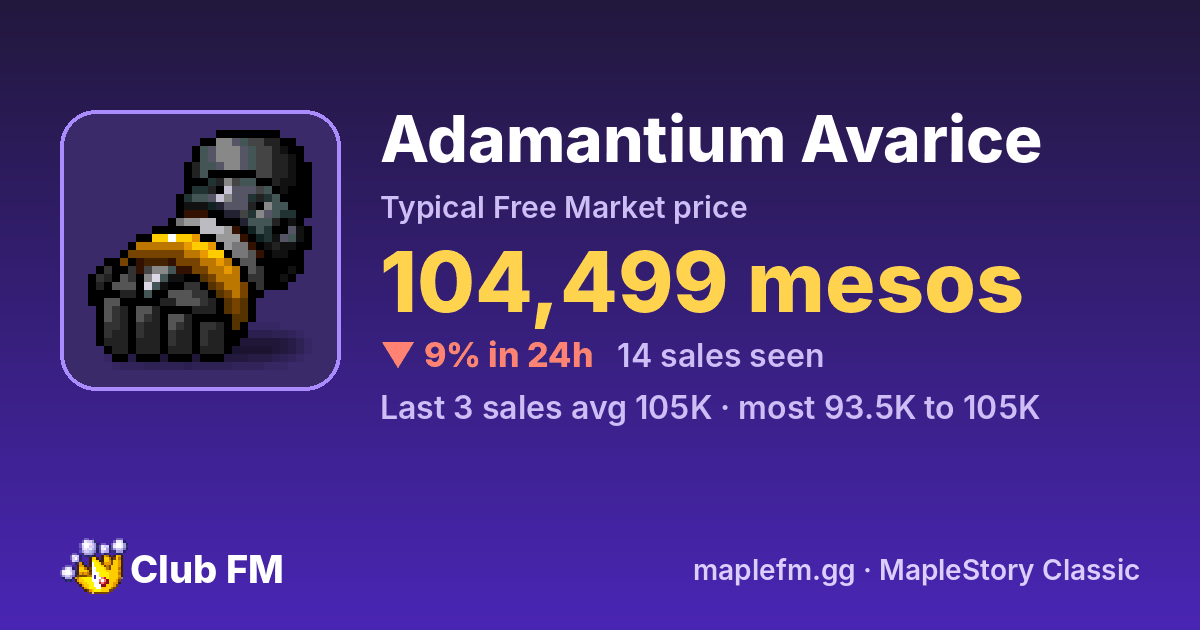 Adamantium Avarice
Typical Free Market price
104,499 mesos
▼ 9% in 24h 14 sales seen
Last 3 sales avg 105K · most 93.5K to 105K
Club FM
maplefm.gg · MapleStory Classic